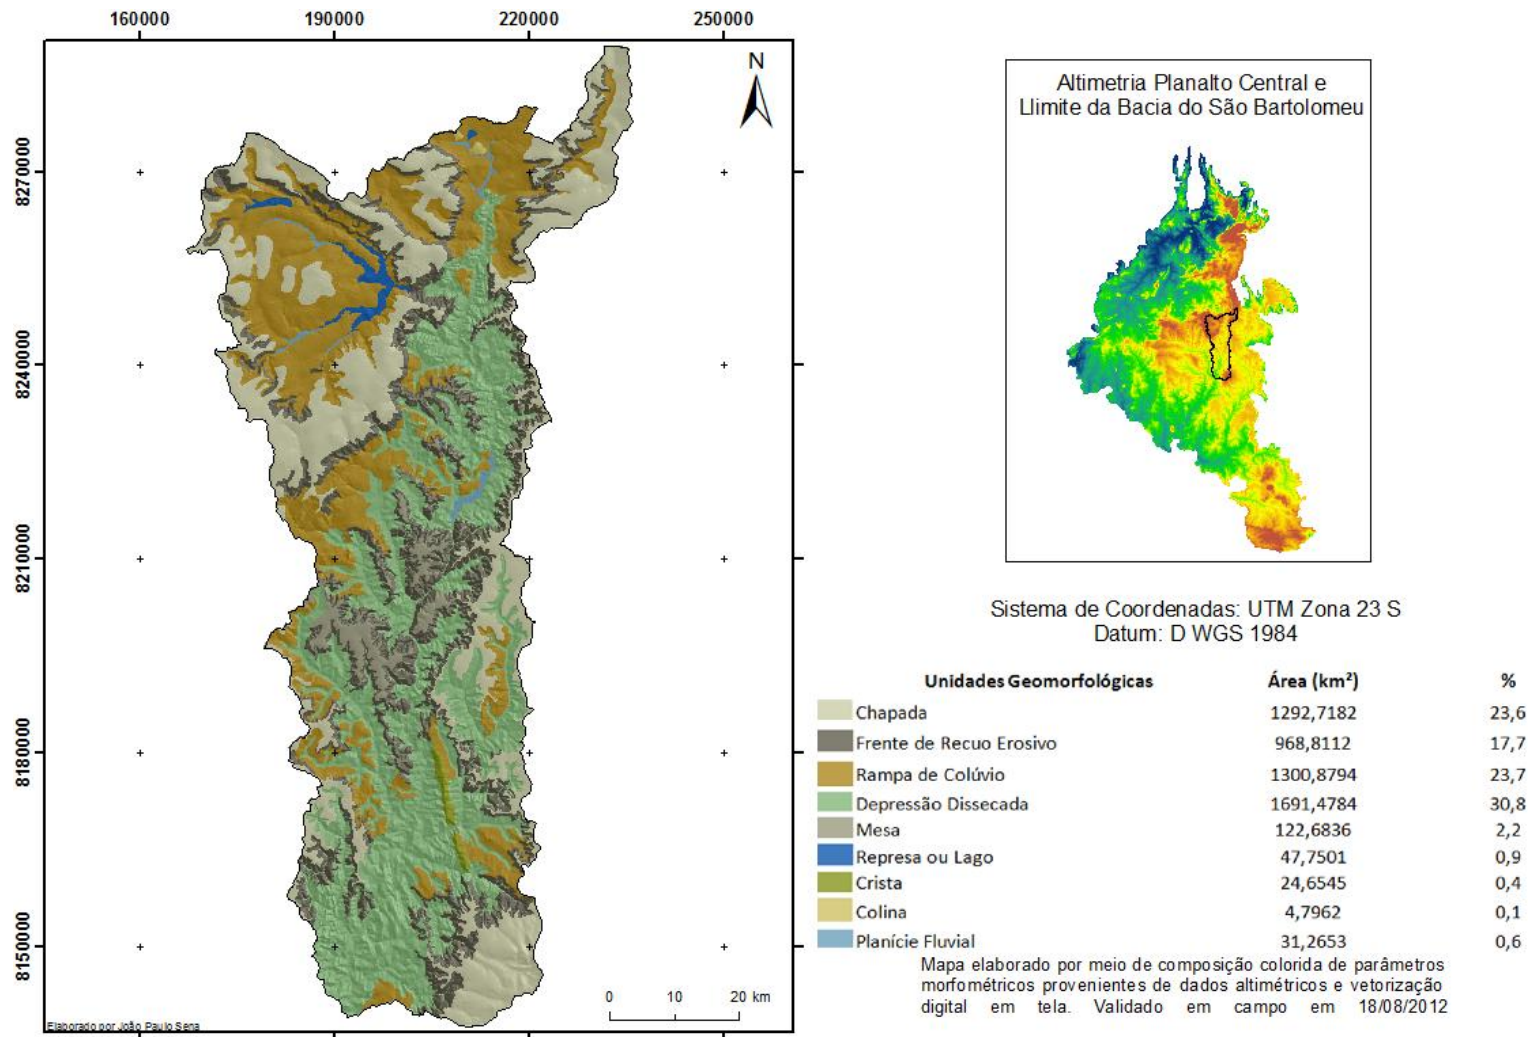 160000 190000 220000 250000
N
8270000
8240000
8210000
8180000
8150000
0 10 20 km
Elaborado por João Paulo Sena
Altimetria Planalto Central e
Llimite da Bacia do São Bartolomeu
Sistema de Coordenadas: UTM Zona 23 S
Datum: D WGS 1984
Unidades Geomorfológicas Área (km²) %
Chapada 1292,7182 23,6
Frente de Recuo Erosivo 968,8112 17,7
Rampa de Colúvio 1300,8794 23,7
Depressão Dissecada 1691,4784 30,8
Mesa 122,6836 2,2
Represa ou Lago 47,7501 0,9
Crista 24,6545 0,4
Colina 4,7962 0,1
Planície Fluvial 31,2653 0,6
Mapa elaborado por meio de composição colorida de parâmetros
morfométricos provenientes de dados altimétricos e vetorização
digital em tela. Validado em campo em 18/08/2012